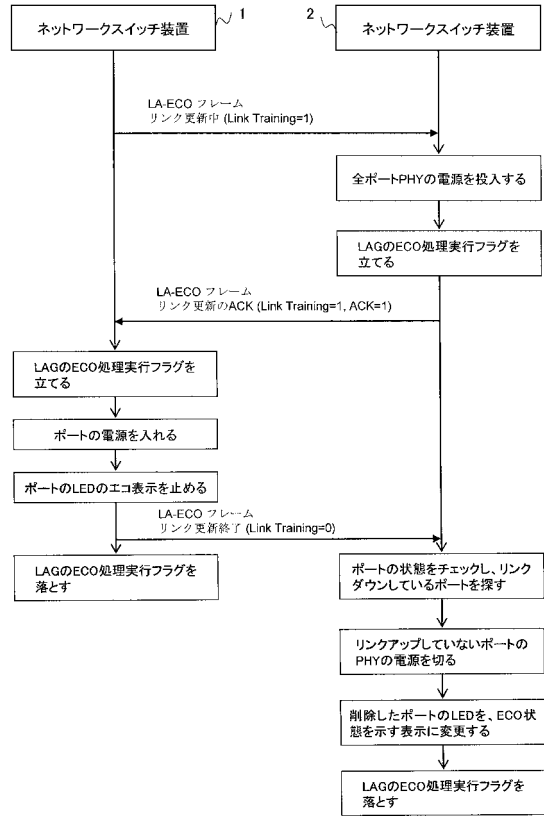 ネットワークスイッチ装置
1
2
ネットワークスイッチ装置
LA-ECO フレーム
リンク更新中 (Link Training=1)
全ポートPHYの電源を投入する
LAGのECO処理実行フラグを
立てる
LA-ECO フレーム
リンク更新のACK (Link Training=1, ACK=1)
LAGのECO処理実行フラグを
立てる
ポートの電源を入れる
ポートのLEDのエコ表示を止める
LA-ECO フレーム
リンク更新終了 (Link Training=0)
LAGのECO処理実行フラグを
落とす
ポートの状態をチェックし、リンク
ダウンしているポートを探す
リンクアップしていないポートの
PHYの電源を切る
削除したポートのLEDを、ECO状
態を示す表示に変更する
LAGのECO処理実行フラグを
落とす